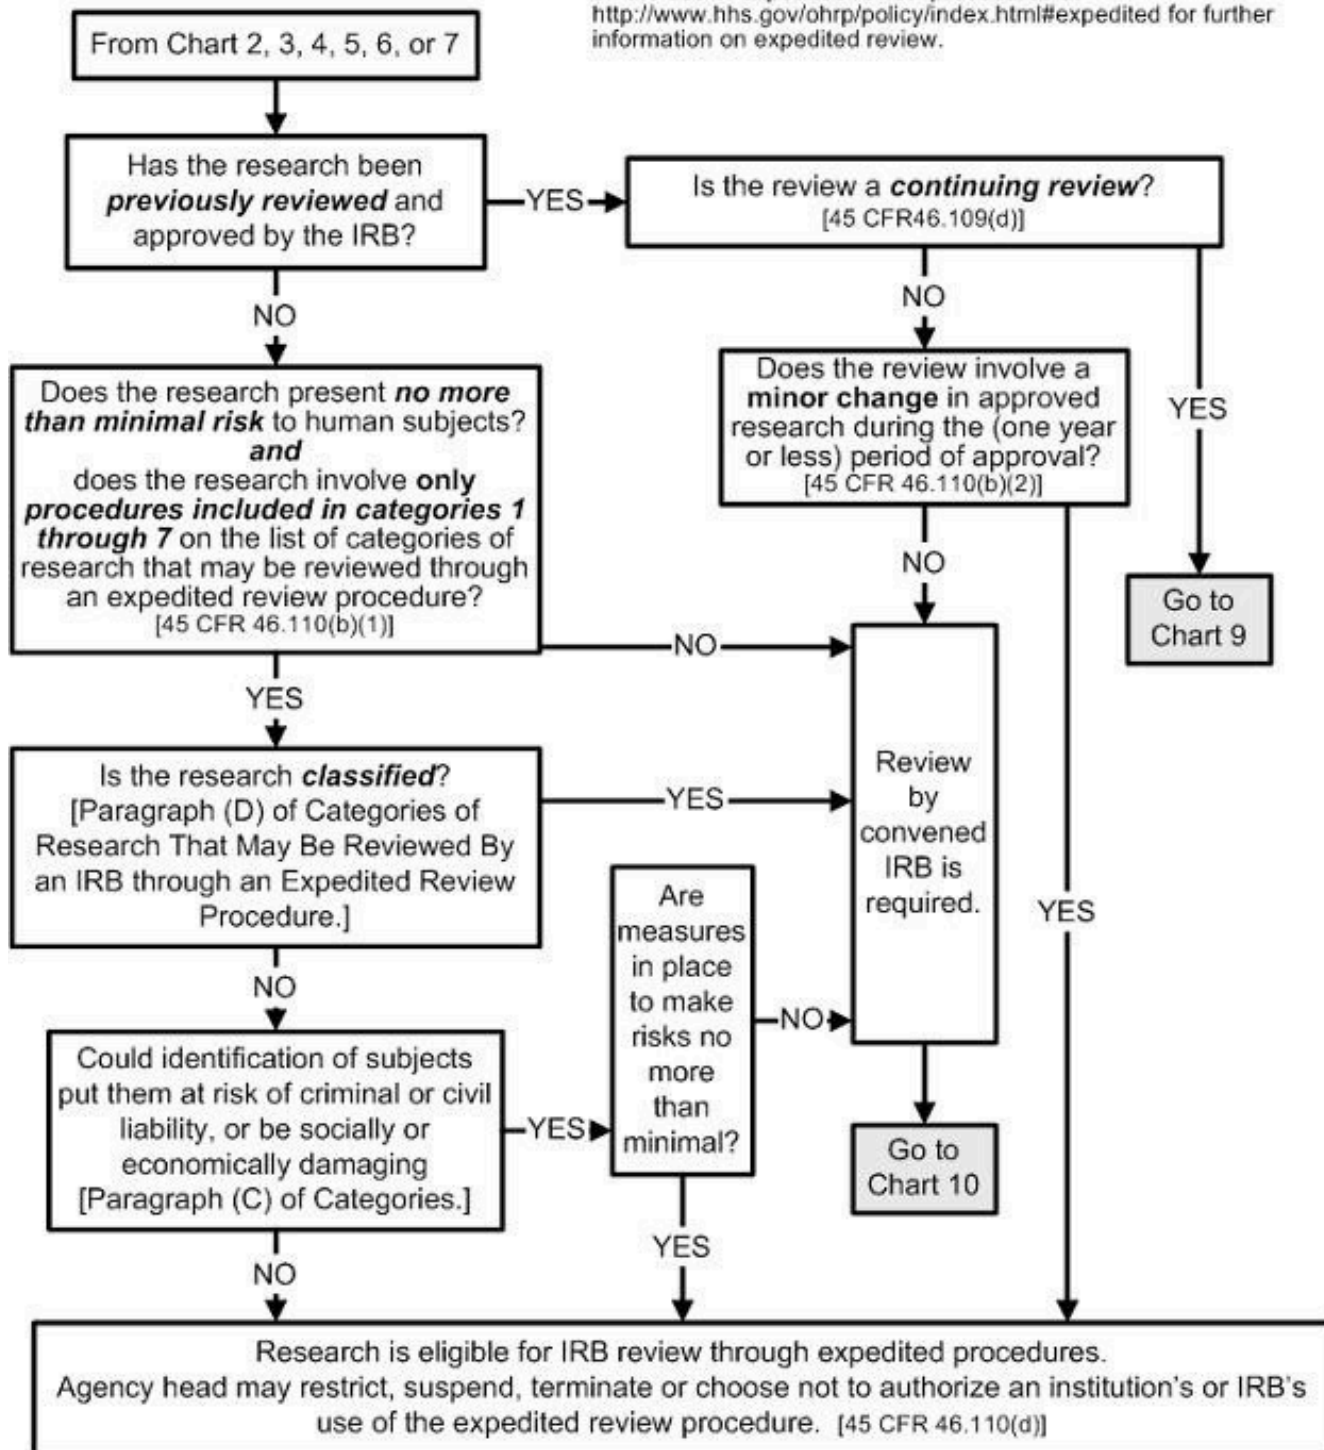 http://www.hhs.gov/ohrp/policy/index.html#expedited for further
information on expedited review.
From Chart 2, 3, 4, 5, 6, or 7
Has the research been
previously reviewed and
approved by the IRB?
YES
Is the review a continuing review?
[45 CFR46.109(d)]
NO
NO
YES
Does the research present no more
than minimal risk to human subjects?
and
does the research involve only
procedures included in categories 1
through 7 on the list of categories of
research that may be reviewed through
an expedited review procedure?
[45 CFR 46.110(b)(1)]
Does the review involve a
minor change in approved
research during the (one year
or less) period of approval?
[45 CFR 46.110(b)(2)]
NO
Go to
Chart 9
NO
YES
Is the research classified?
[Paragraph (D) of Categories of
Research That May Be Reviewed By
an IRB through an Expedited Review
Procedure.]
YES
Review
by
convened
IRB is
required.
YES
Are
measures
in place
to make
risks no
more
than
minimal?
NO
NO
Could identification of subjects
put them at risk of criminal or civil
liability, or be socially or
economically damaging
[Paragraph (C) of Categories.]
YES
Go to
Chart 10
YES
NO
Research is eligible for IRB review through expedited procedures.
Agency head may restrict, suspend, terminate or choose not to authorize an institution's or IRB's
use of the expedited review procedure. [45 CFR 46.110(d)]